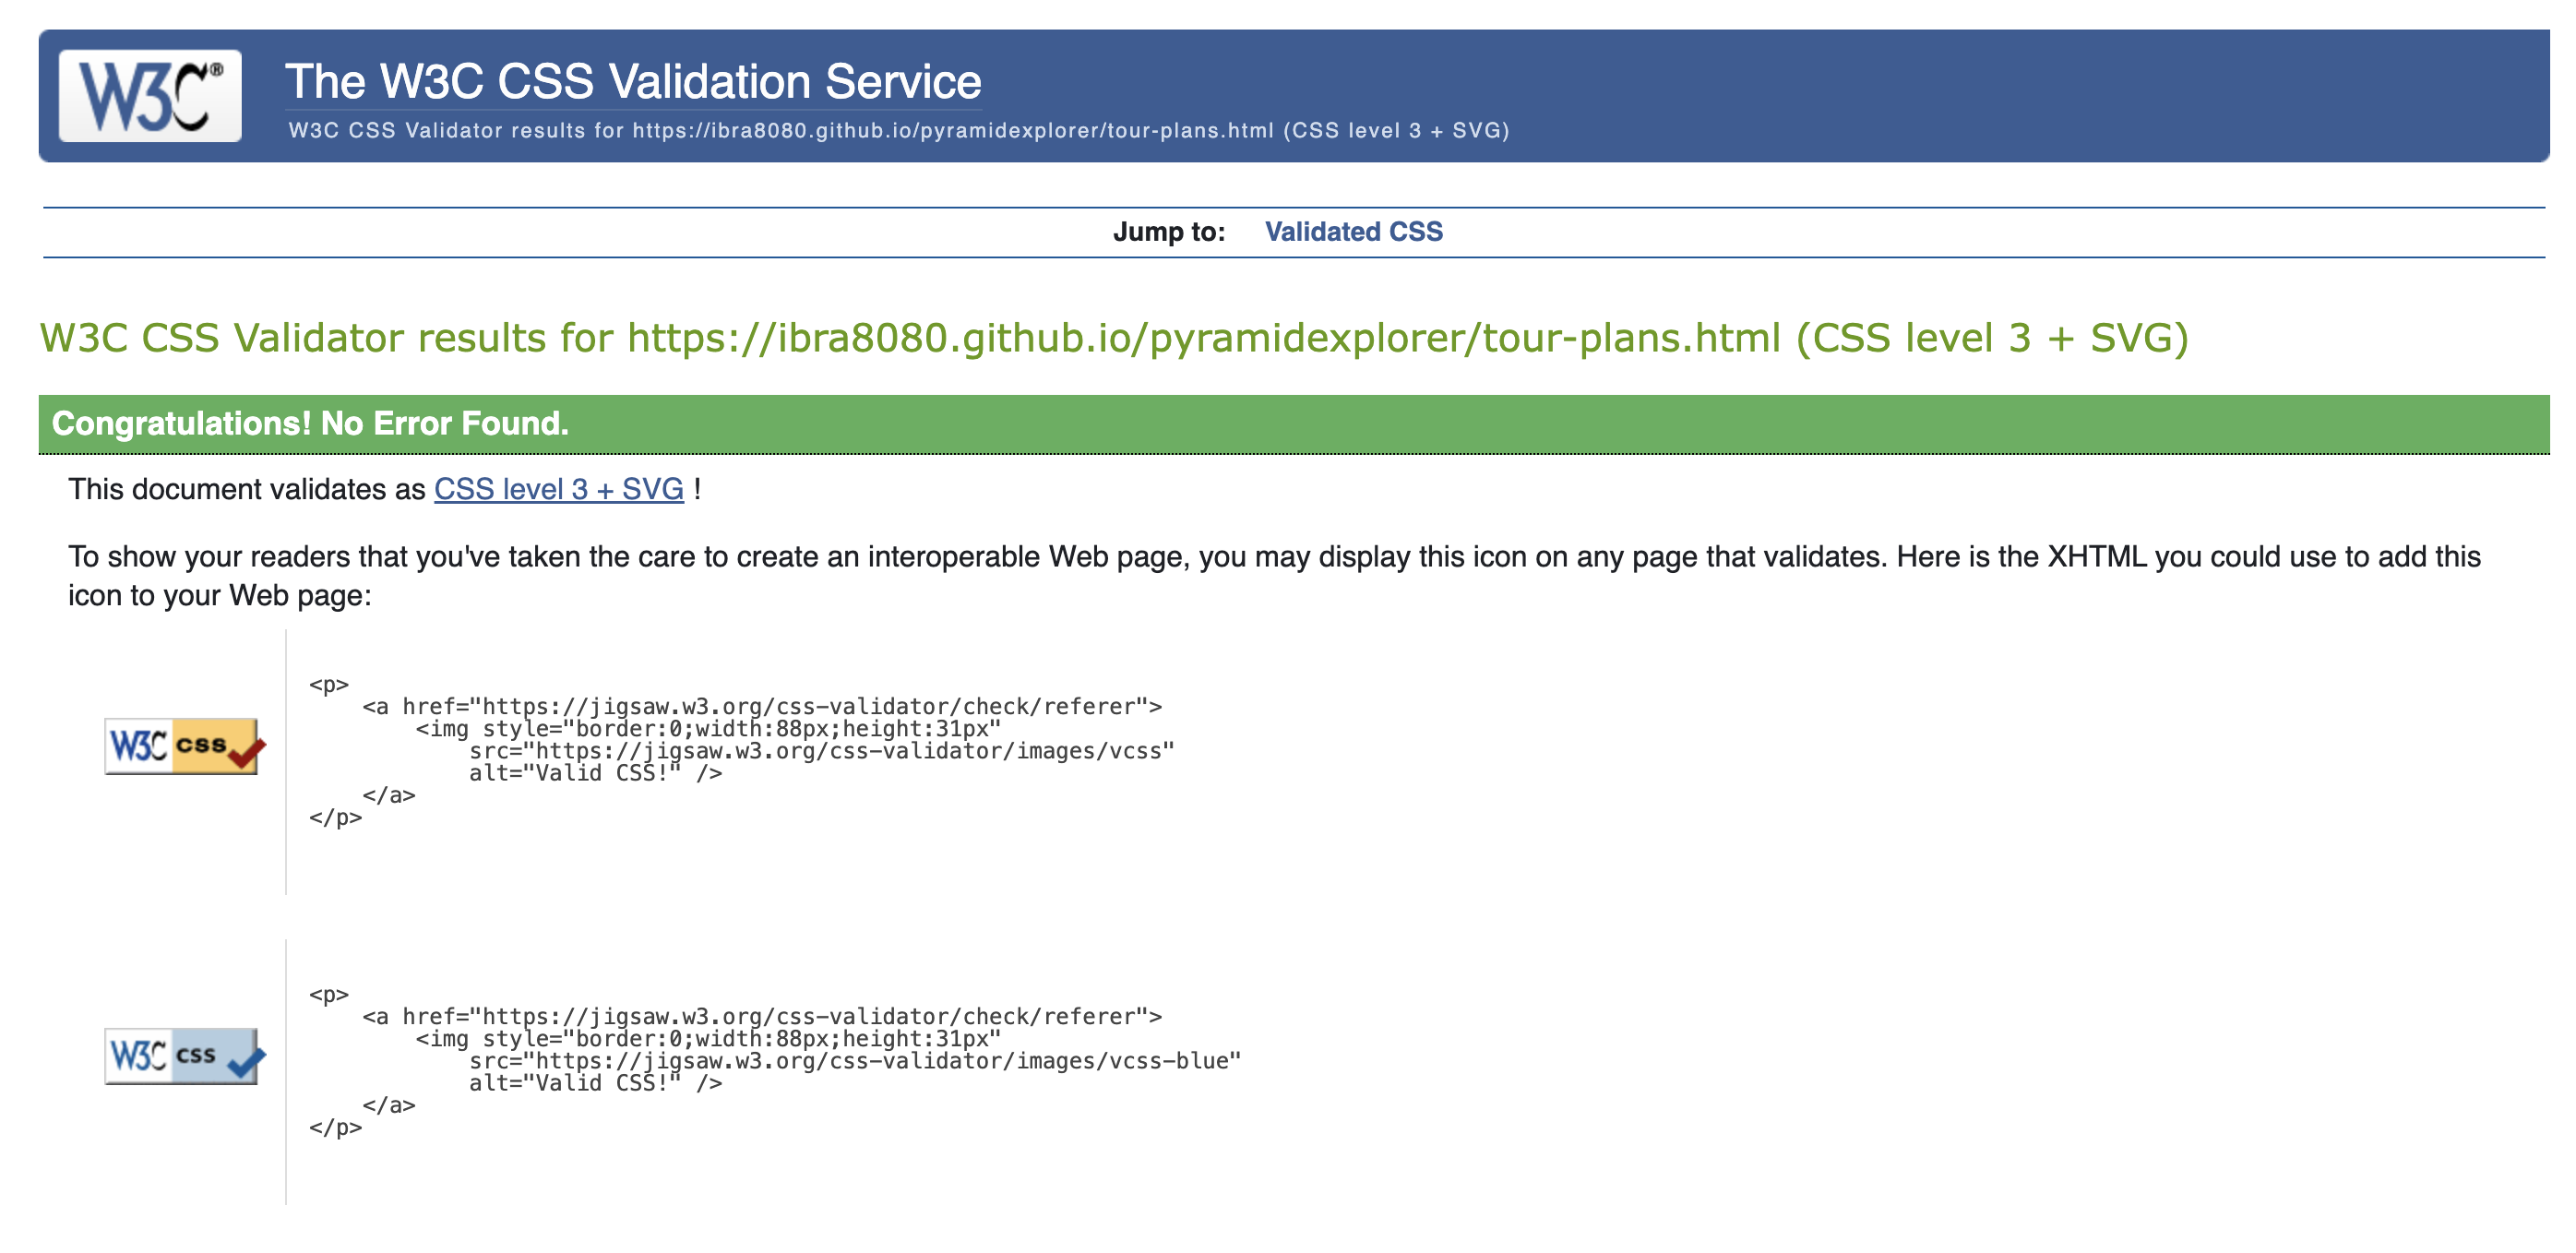 W3C®
The W3C CSS Validation Service
W3C CSS Validator results for https://ibra8080.github.io/pyramidexplorer/tour-plans.html (CSS level 3 + SVG)
Jump to: Validated CSS
W3C CSS Validator results for https://ibra8080.github.io/pyramidexplorer/tour-plans.html (CSS level 3 + SVG)
Congratulations! No Error Found.
This document validates as CSS level 3 + SVG !
To show your readers that you've taken the care to create an interoperable Web page, you may display this icon on any page that validates. Here is the XHTML you could use to add this
icon to your Web page:
W3C css
<p>
    <a href="https://jigsaw.w3.org/css-validator/check/referer">
        <img style="border:0;width:88px;height:31px"
            src="https://jigsaw.w3.org/css-validator/images/vcss"
            alt="Valid CSS!" />
    </a>
</p>
W3C css
<p>
    <a href="https://jigsaw.w3.org/css-validator/check/referer">
        <img style="border:0;width:88px;height:31px"
            src="https://jigsaw.w3.org/css-validator/images/vcss-blue"
            alt="Valid CSS!" />
    </a>
</p>